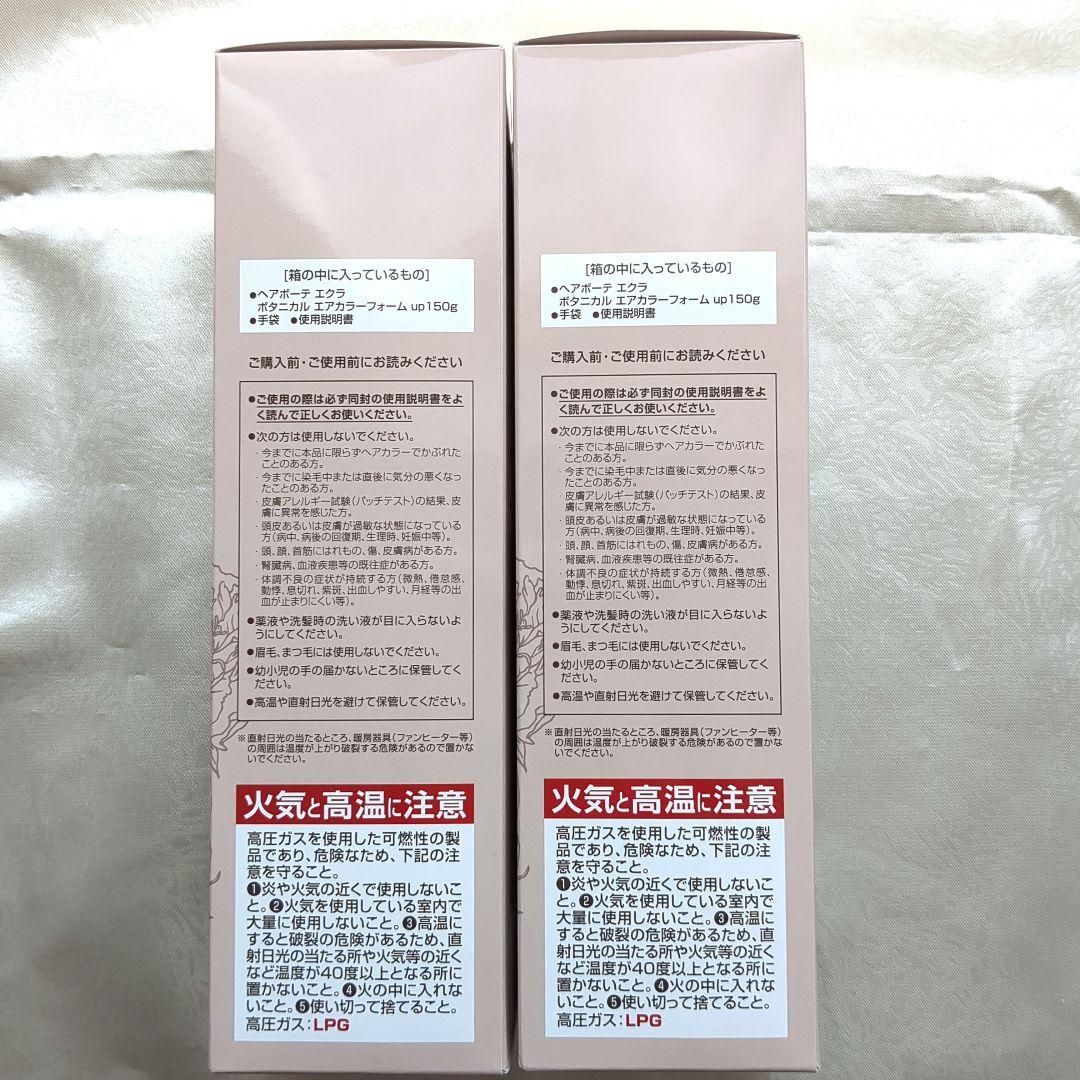 [箱の中に入っているもの]
●ヘアボーテ エクラ
ボタニカル エアカラーフォーム up150g
●手袋 ●使用説明書
ご購入前・ご使用前にお読みください
●ご使用の際は必ず同封の使用説明書をよ
く読んで正しくお使いください。
●次の方は使用しないでください。
・今までに本品に限らずヘアカラーでかぶれた
ことのある方。
・今までに染毛中または直後に気分の悪くなっ
たことのある方。
・皮膚アレルギー試験(パッチテスト)の結果、皮
膚に異常を感じた方。
・頭皮あるいは皮膚が過敏な状態になっている
方(病中、病後の回復期、生理時、妊娠中等)。
・頭、顔、首筋にはれもの、傷、皮膚病がある方。
・腎臓病、血液疾患等の既往症がある方。
・体調不良の症状が持続する方(微熱、倦怠感、
動悸、息切れ、紫斑、出血しやすい、月経等の出
血が止まりにくい等)。
●薬液や洗髪時の洗い液が目に入らないよ
うにしてください。
●眉毛、まつ毛には使用しないでください。
●幼小児の手の届かないところに保管してく
ださい。
●高温や直射日光を避けて保管してください。
※直射日光の当たるところ、暖房器具(ファンヒーター等)
の周囲は温度が上がり破裂する危険があるので置かな
いでください。
火気と高温に注意
高圧ガスを使用した可燃性の製
品であり、危険なため、下記の注
意を守ること。
❶炎や火気の近くで使用しないこ
と。❷火気を使用している室内で
大量に使用しないこと。❸高温に
すると破裂の危険があるため、直
射日光の当たる所や火気等の近く
など温度が40度以上となる所に
置かないこと。❹火の中に入れな
いこと。❺使い切って捨てること。
高圧ガス:LPG
[箱の中に入っているもの]
●ヘアボーテ エクラ
ボタニカル エアカラーフォーム up150g
●手袋 ●使用説明書
ご購入前・ご使用前にお読みください
●ご使用の際は必ず同封の使用説明書をよ
く読んで正しくお使いください。
●次の方は使用しないでください。
・今までに本品に限らずヘアカラーでかぶれた
ことのある方。
・今までに染毛中または直後に気分の悪くなっ
たことのある方。
・皮膚アレルギー試験(パッチテスト)の結果、皮
膚に異常を感じた方。
・頭皮あるいは皮膚が過敏な状態になっている
方(病中、病後の回復期、生理時、妊娠中等)。
・頭、顔、首筋にはれもの、傷、皮膚病がある方。
・腎臓病、血液疾患等の既往症がある方。
・体調不良の症状が持続する方(微熱、倦怠感、
動悸、息切れ、紫斑、出血しやすい、月経等の出
血が止まりにくい等)。
●薬液や洗髪時の洗い液が目に入らないよ
うにしてください。
●眉毛、まつ毛には使用しないでください。
●幼小児の手の届かないところに保管してく
ださい。
●高温や直射日光を避けて保管してください。
※直射日光の当たるところ、暖房器具(ファンヒーター等)
の周囲は温度が上がり破裂する危険があるので置かな
いでください。
火気と高温に注意
高圧ガスを使用した可燃性の製
品であり、危険なため、下記の注
意を守ること。
❶炎や火気の近くで使用しないこ
と。❷火気を使用している室内で
大量に使用しないこと。❸高温に
すると破裂の危険があるため、直
射日光の当たる所や火気等の近く
など温度が40度以上となる所に
置かないこと。❹火の中に入れな
いこと。❺使い切って捨てること。
高圧ガス:LPG